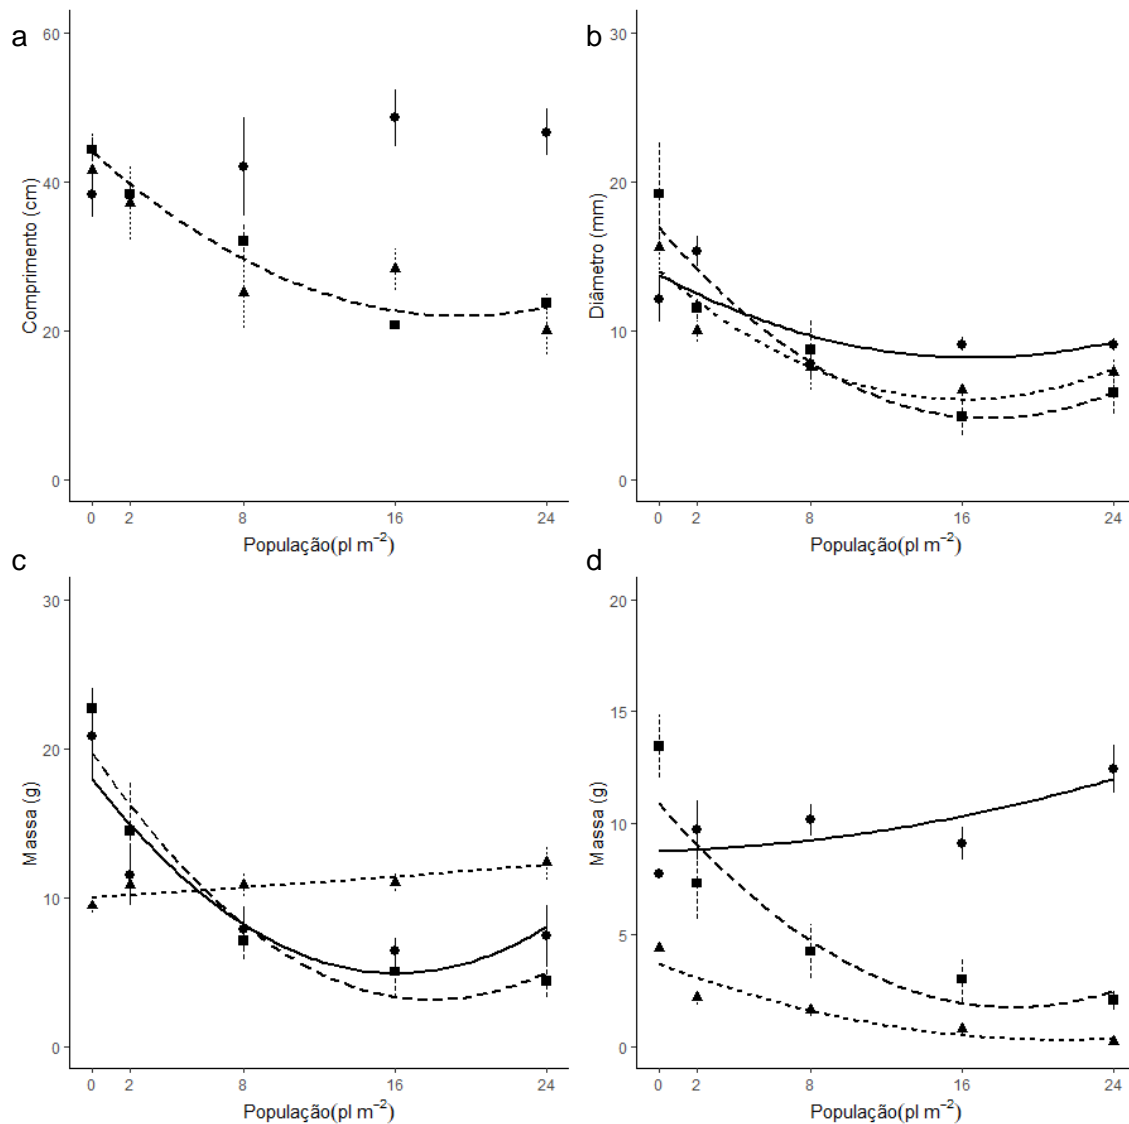 a
60
40
20
0
Comprimento (cm)
0 2 8 16 24
População(pl m⁻²)
b
30
20
10
0
Diâmetro (mm)
0 2 8 16 24
População(pl m⁻²)
c
30
20
10
0
Massa (g)
0 2 8 16 24
População(pl m⁻²)
d
20
15
10
5
0
Massa (g)
0 2 8 16 24
População(pl m⁻²)